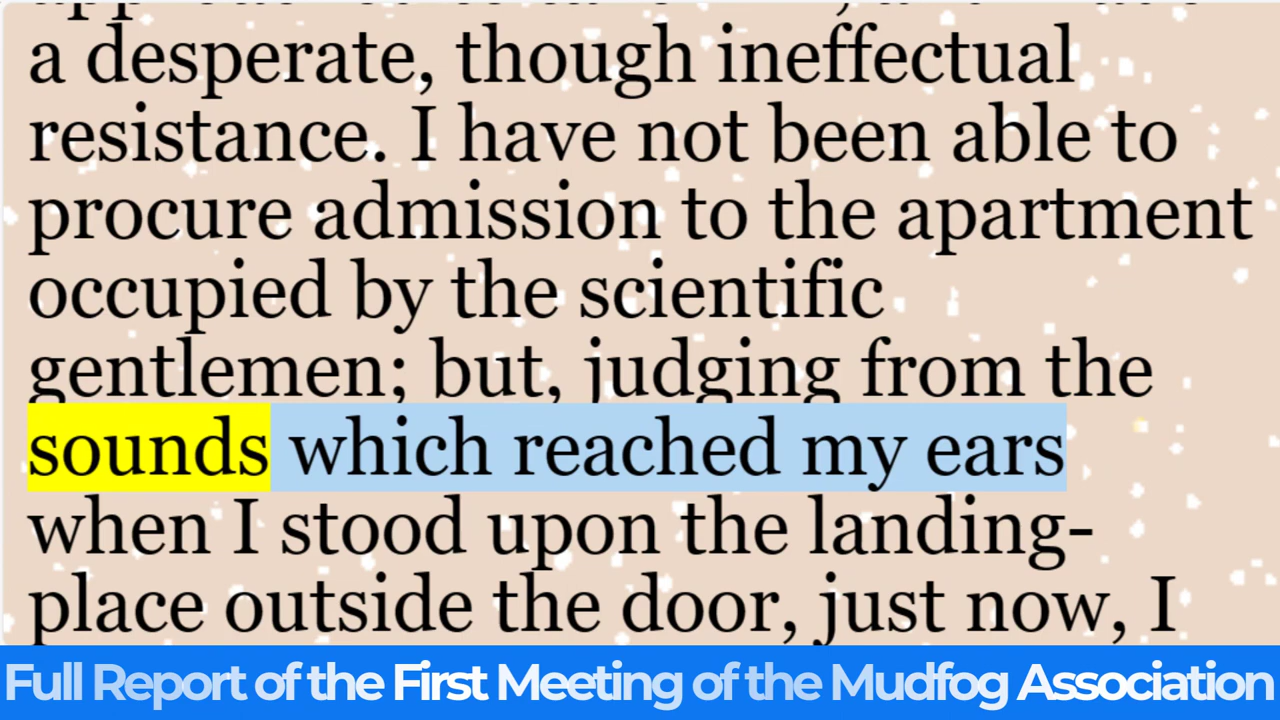 a desperate, though ineffectual
resistance. I have not been able to
procure admission to the apartment
occupied by the scientific
gentlemen; but, judging from the
sounds which reached my ears
when I stood upon the landing-
place outside the door, just now, I
Full Report of the First Meeting of the Mudfog Association